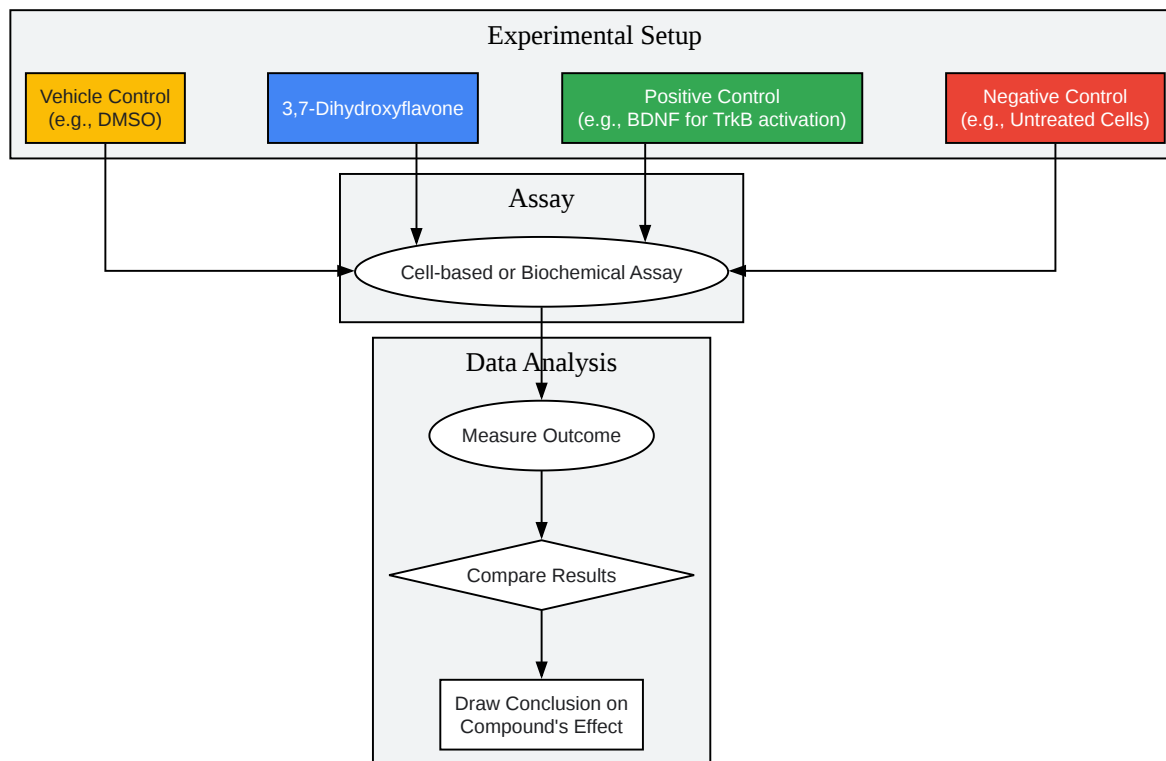 Experimental Setup
Vehicle Control
(e.g., DMSO)
3,7-Dihydroxyflavone
Positive Control
(e.g., BDNF for TrkB activation)
Negative Control
(e.g., Untreated Cells)
Assay
Cell-based or Biochemical Assay
Data Analysis
Measure Outcome
Compare Results
Draw Conclusion on
Compound's Effect